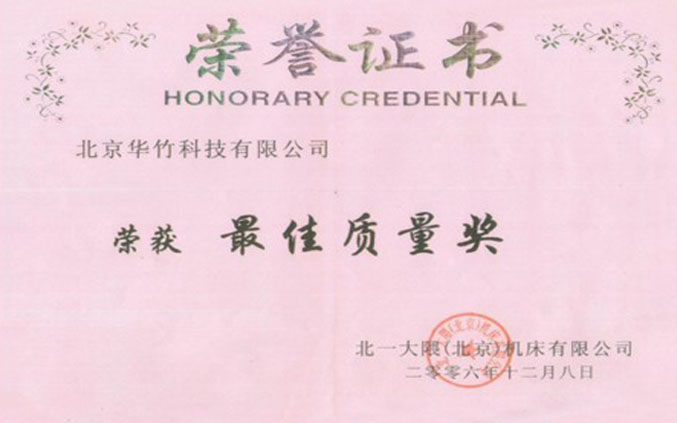 荣誉证书
HONORARY CREDENTIAL
北京华竹科技有限公司
荣获 最佳质量奖
北一大隈(北京)机床有限公司
二零零六年十二月八日